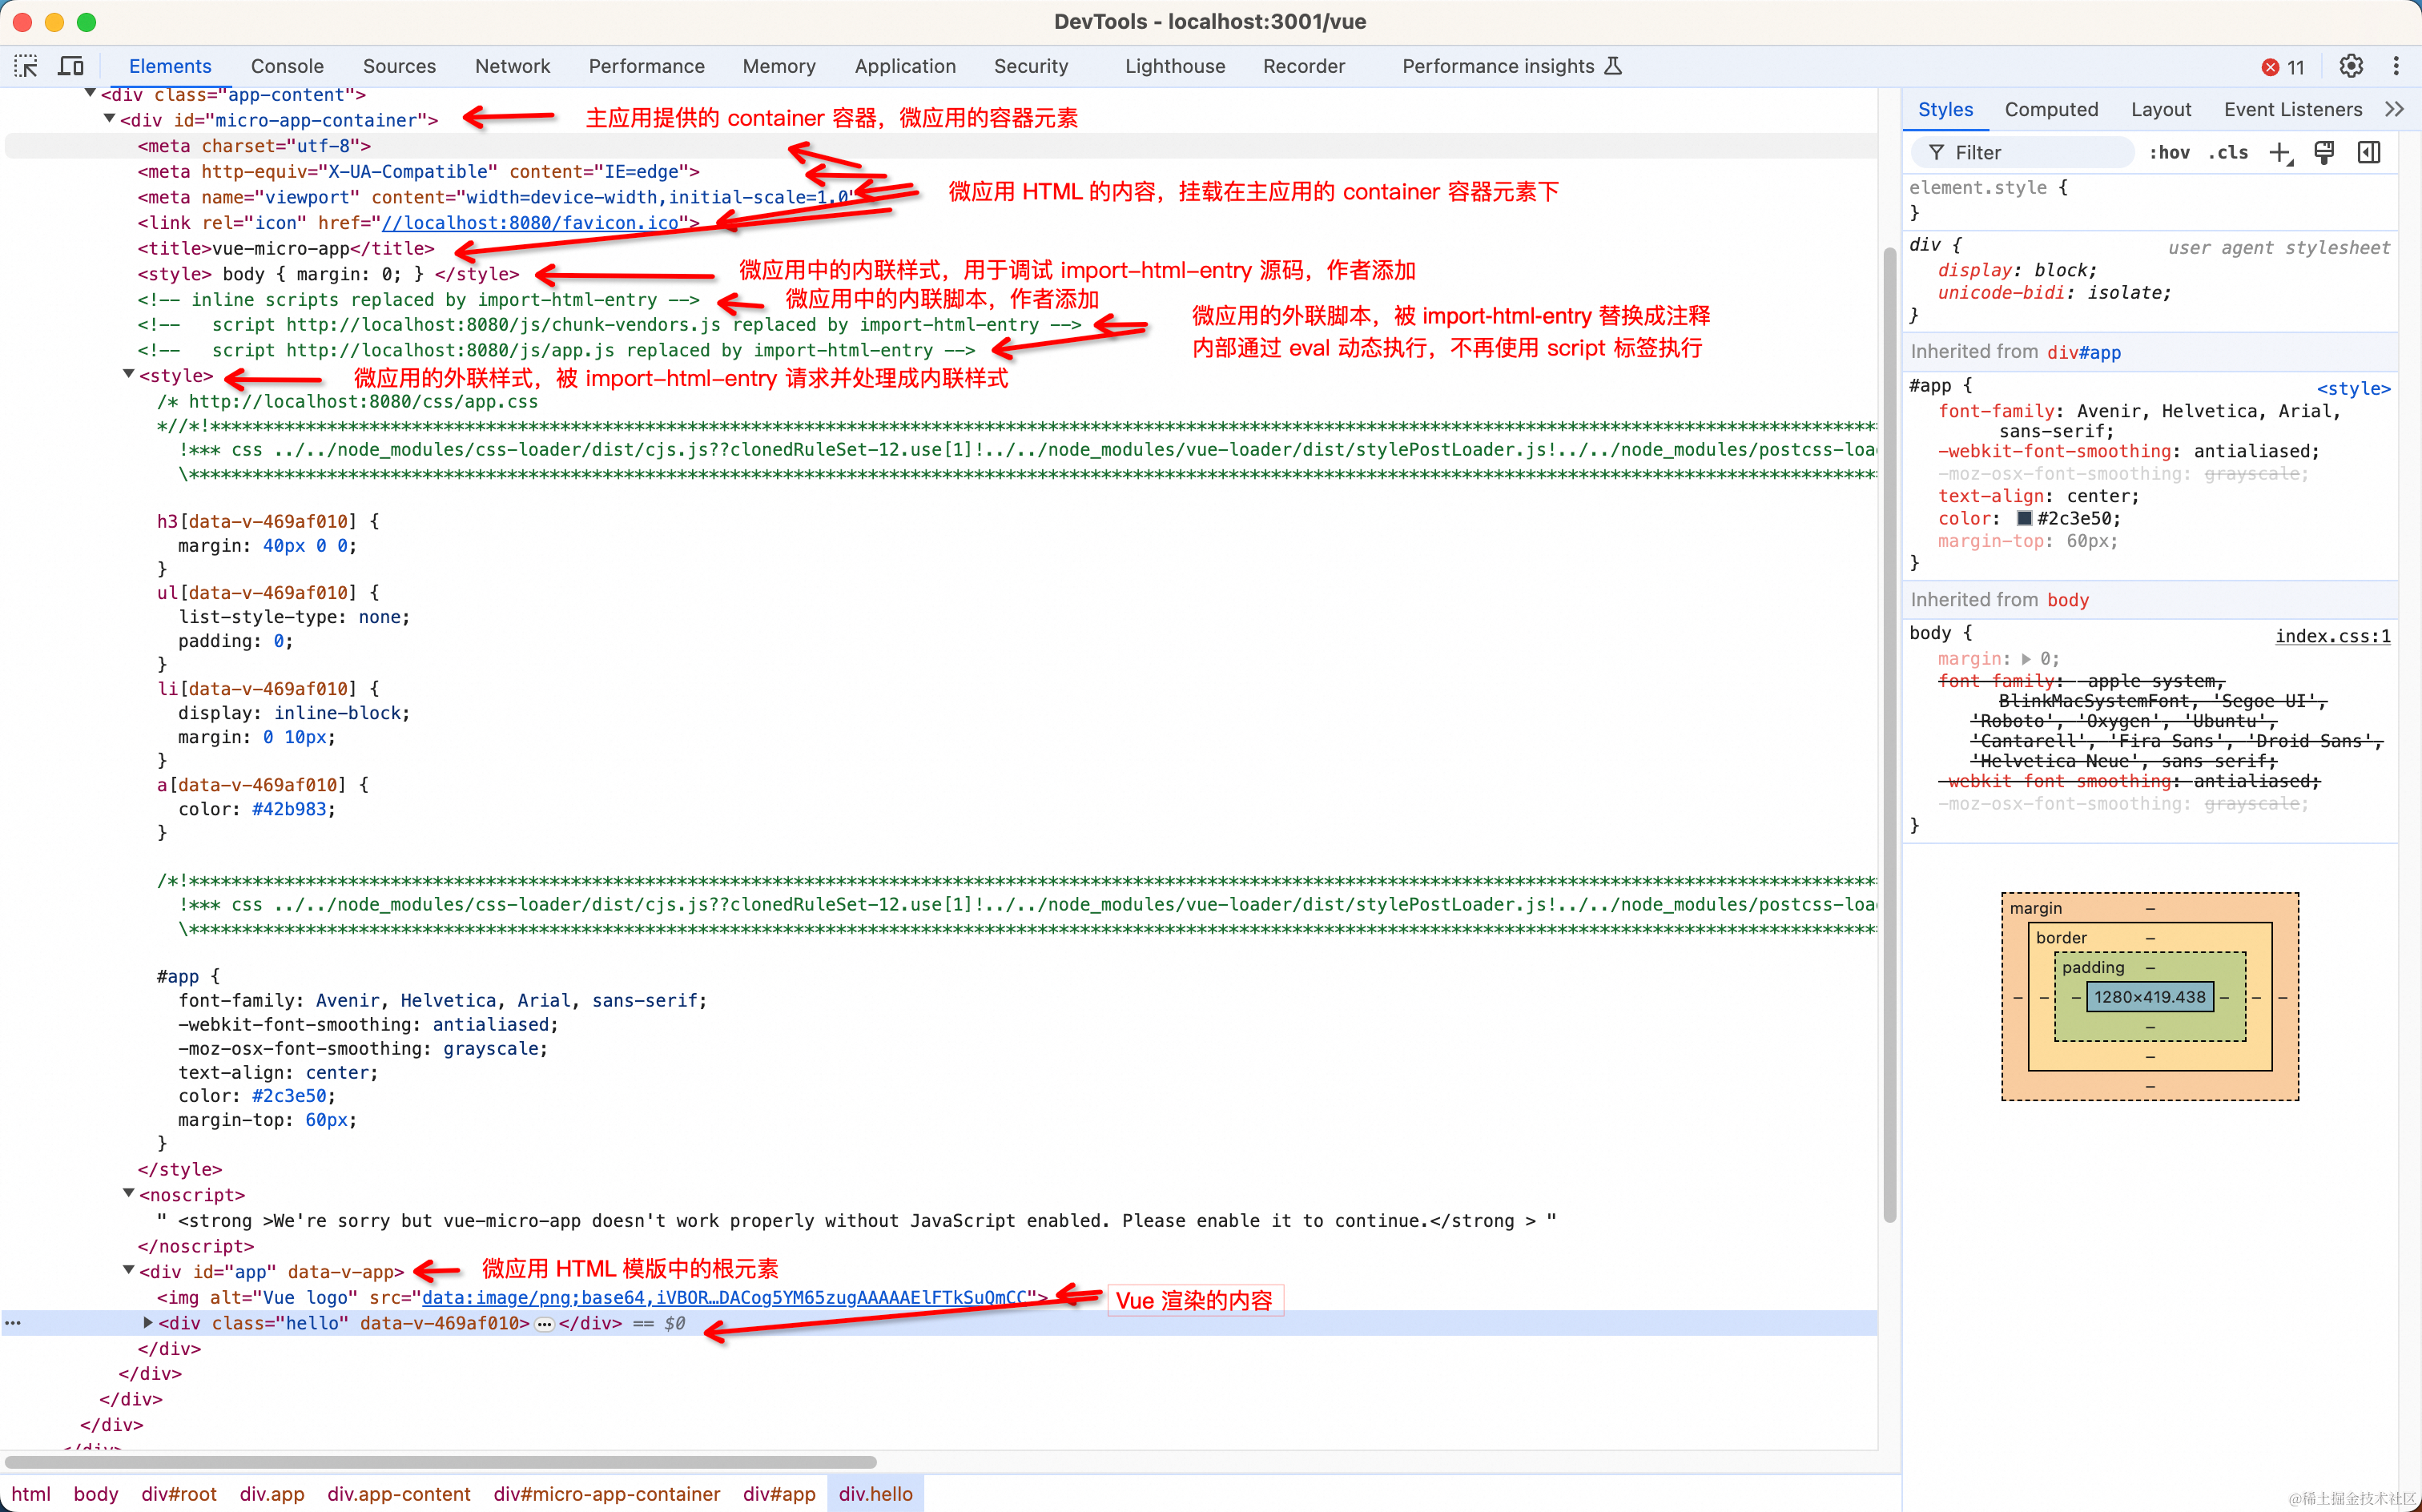 DevTools - localhost:3001/vue
Elements Console Sources Network Performance Memory Application Security Lighthouse Recorder Performance insights 11
<div class="app-content">
<div id="micro-app-container"> 主应用提供的 container 容器，微应用的容器元素
<meta charset="utf-8">
<meta http-equiv="X-UA-Compatible" content="IE=edge">
<meta name="viewport" content="width=device-width,initial-scale=1.0" 微应用 HTML 的内容，挂载在主应用的 container 容器元素下
<link rel="icon" href="//localhost:8080/favicon.ico">
<title>vue-micro-app</title>
<style> body { margin: 0; } </style> 微应用中的内联样式，用于调试 import-html-entry 源码，作者添加
<!-- inline scripts replaced by import-html-entry --> 微应用中的内联脚本，作者添加
<!--   script http://localhost:8080/js/chunk-vendors.js replaced by import-html-entry --> 微应用的外联脚本，被 import-html-entry 替换成注释
<!--   script http://localhost:8080/js/app.js replaced by import-html-entry --> 内部通过 eval 动态执行，不再使用 script 标签执行
<style> 微应用的外联样式，被 import-html-entry 请求并处理成内联样式
/* http://localhost:8080/css/app.css
*//*!****************************************************************
!*** css ../../node_modules/css-loader/dist/cjs.js??clonedRuleSet-12.use[1]!../../node_modules/vue-loader/dist/stylePostLoader.js!../../node_modules/postcss-loa
\****************************************************************
h3[data-v-469af010] {
margin: 40px 0 0;
}
ul[data-v-469af010] {
list-style-type: none;
padding: 0;
}
li[data-v-469af010] {
display: inline-block;
margin: 0 10px;
}
a[data-v-469af010] {
color: #42b983;
}
/*!****************************************************************
!*** css ../../node_modules/css-loader/dist/cjs.js??clonedRuleSet-12.use[1]!../../node_modules/vue-loader/dist/stylePostLoader.js!../../node_modules/postcss-loa
\****************************************************************
#app {
font-family: Avenir, Helvetica, Arial, sans-serif;
-webkit-font-smoothing: antialiased;
-moz-osx-font-smoothing: grayscale;
text-align: center;
color: #2c3e50;
margin-top: 60px;
}
</style>
<noscript>
" <strong >We're sorry but vue-micro-app doesn't work properly without JavaScript enabled. Please enable it to continue.</strong > "
</noscript>
<div id="app" data-v-app> 微应用 HTML 模版中的根元素
<img alt="Vue logo" src="data:image/png;base64,iVBOR…DACog5YM65zugAAAAAElFTkSuQmCC"> Vue 渲染的内容
<div class="hello" data-v-469af010>…</div> == $0
</div>
</div>
</div>
</div>
</div>
html body div#root div.app div.app-content div#micro-app-container div#app div.hello
Styles Computed Layout Event Listeners
Filter :hov .cls
element.style {
}
div { user agent stylesheet
display: block;
unicode-bidi: isolate;
}
Inherited from div#app
#app { <style>
font-family: Avenir, Helvetica, Arial,
sans-serif;
-webkit-font-smoothing: antialiased;
-moz-osx-font-smoothing: grayscale;
text-align: center;
color: #2c3e50;
margin-top: 60px;
}
Inherited from body
body { index.css:1
margin: 0;
font-family: -apple-system,
BlinkMacSystemFont, 'Segoe UI',
'Roboto', 'Oxygen', 'Ubuntu',
'Cantarell', 'Fira Sans', 'Droid Sans',
'Helvetica Neue', sans-serif;
-webkit-font-smoothing: antialiased;
-moz-osx-font-smoothing: grayscale;
}
margin –
border –
padding –
– – – 1280×419.438 – – –
–
–
–
@稀土掘金技术社区